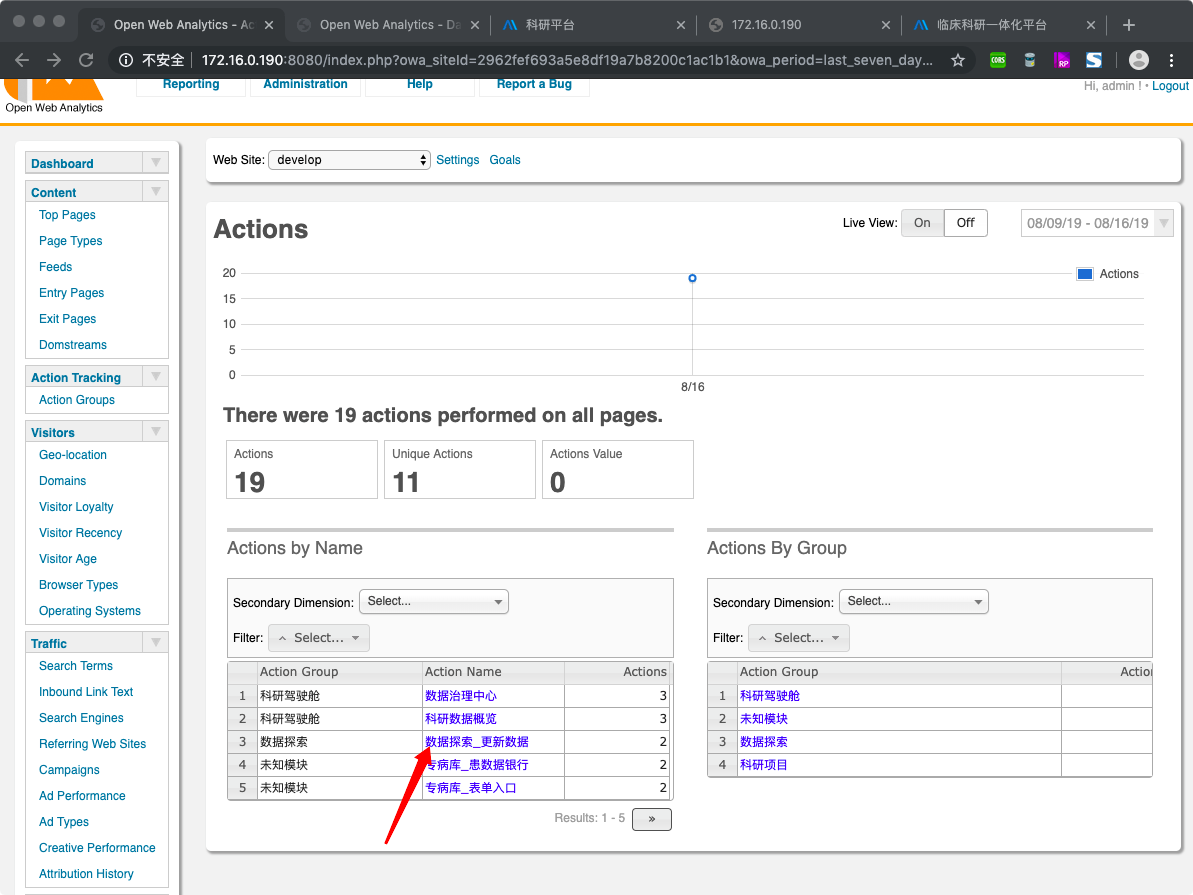 Open Web Analytics - Ac
Open Web Analytics - Da
科研平台
172.16.0.190
临床科研一体化平台
不安全
172.16.0.190:8080/index.php?owa_siteId=2962fef693a5e8df19a7b8200c1ac1b1&owa_period=last_seven_day...
CORS
RP
Open Web Analytics
Reporting
Administration
Help
Report a Bug
Hi, admin ! • Logout
Dashboard
Content
Top Pages
Page Types
Feeds
Entry Pages
Exit Pages
Domstreams
Action Tracking
Action Groups
Visitors
Geo-location
Domains
Visitor Loyalty
Visitor Recency
Visitor Age
Browser Types
Operating Systems
Traffic
Search Terms
Inbound Link Text
Search Engines
Referring Web Sites
Campaigns
Ad Performance
Ad Types
Creative Performance
Attribution History
Web Site: develop Settings Goals
Actions
Live View: On Off
08/09/19 - 08/16/19
20
15
10
5
0
8/16
Actions
There were 19 actions performed on all pages.
Actions
19
Unique Actions
11
Actions Value
0
Actions by Name
Secondary Dimension: Select...
Filter: Select...
Action Group Action Name Actions
1 科研驾驶舱 数据治理中心 3
2 科研驾驶舱 科研数据概览 3
3 数据探索 数据探索_更新数据 2
4 未知模块 专病库_患数据银行 2
5 未知模块 专病库_表单入口 2
Results: 1 - 5 »
Actions By Group
Secondary Dimension: Select...
Filter: Select...
Action Group Actio
1 科研驾驶舱
2 未知模块
3 数据探索
4 科研项目